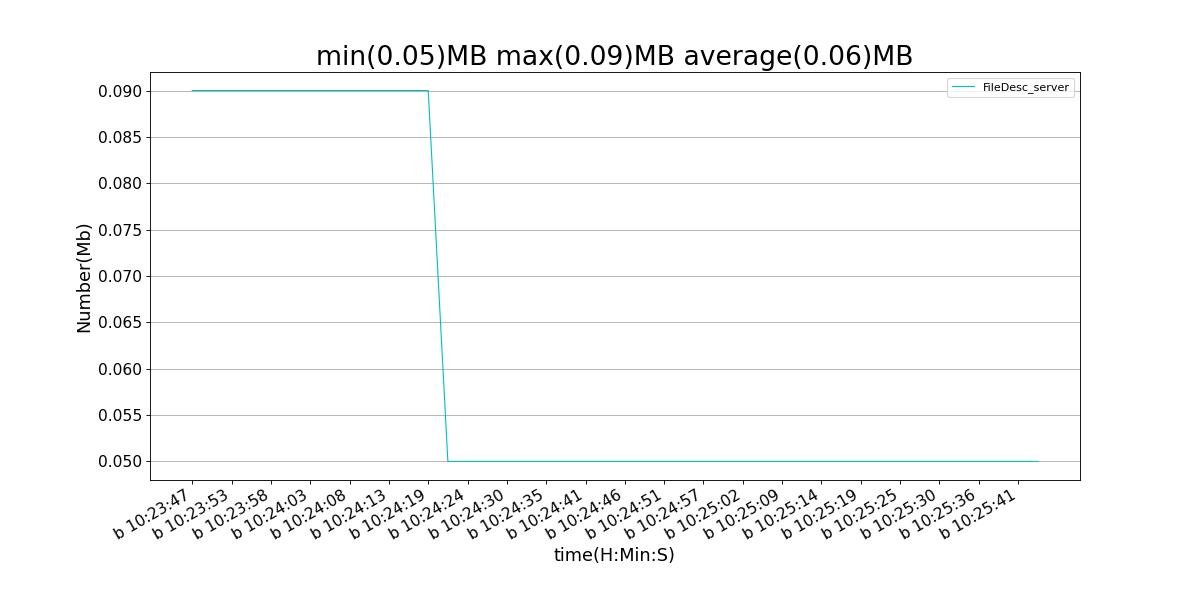 min(0.05)MB max(0.09)MB average(0.06)MB
FileDesc_server
Number(Mb)
0.090
0.085
0.080
0.075
0.070
0.065
0.060
0.055
0.050
b 10:23:47
b 10:23:53
b 10:23:58
b 10:24:03
b 10:24:08
b 10:24:13
b 10:24:19
b 10:24:24
b 10:24:30
b 10:24:35
b 10:24:41
b 10:24:46
b 10:24:51
b 10:24:57
b 10:25:02
b 10:25:09
b 10:25:14
b 10:25:19
b 10:25:25
b 10:25:30
b 10:25:36
b 10:25:41
time(H:Min:S)